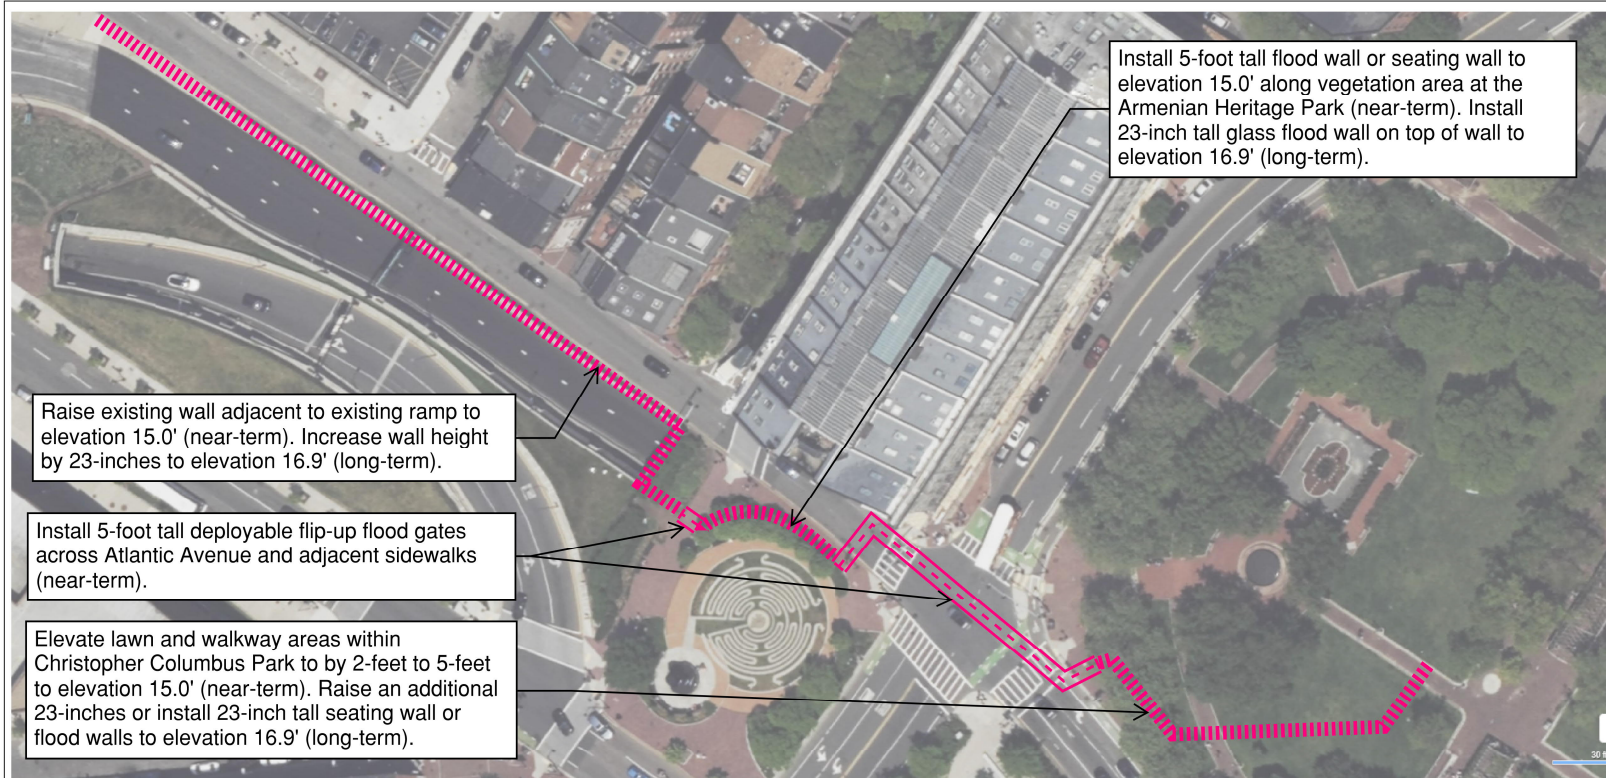 Install 5-foot tall flood wall or seating wall to
elevation 15.0' along vegetation area at the
Armenian Heritage Park (near-term). Install
23-inch tall glass flood wall on top of wall to
elevation 16.9' (long-term).
Raise existing wall adjacent to existing ramp to
elevation 15.0' (near-term). Increase wall height
by 23-inches to elevation 16.9' (long-term).
Install 5-foot tall deployable flip-up flood gates
across Atlantic Avenue and adjacent sidewalks
(near-term).
Elevate lawn and walkway areas within
Christopher Columbus Park to by 2-feet to 5-feet
to elevation 15.0' (near-term). Raise an additional
23-inches or install 23-inch tall seating wall or
flood walls to elevation 16.9' (long-term).
30 ft